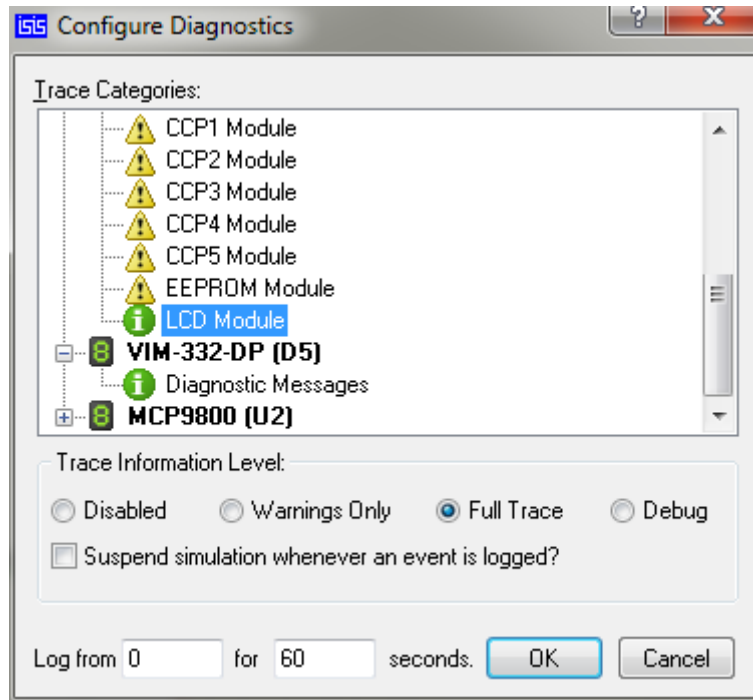 isis Configure Diagnostics
Trace Categories:
CCP1 Module
CCP2 Module
CCP3 Module
CCP4 Module
CCP5 Module
EEPROM Module
LCD Module
VIM-332-DP (D5)
Diagnostic Messages
MCP9800 (U2)
Trace Information Level:
Disabled Warnings Only Full Trace Debug
Suspend simulation whenever an event is logged?
Log from 0 for 60 seconds. OK Cancel